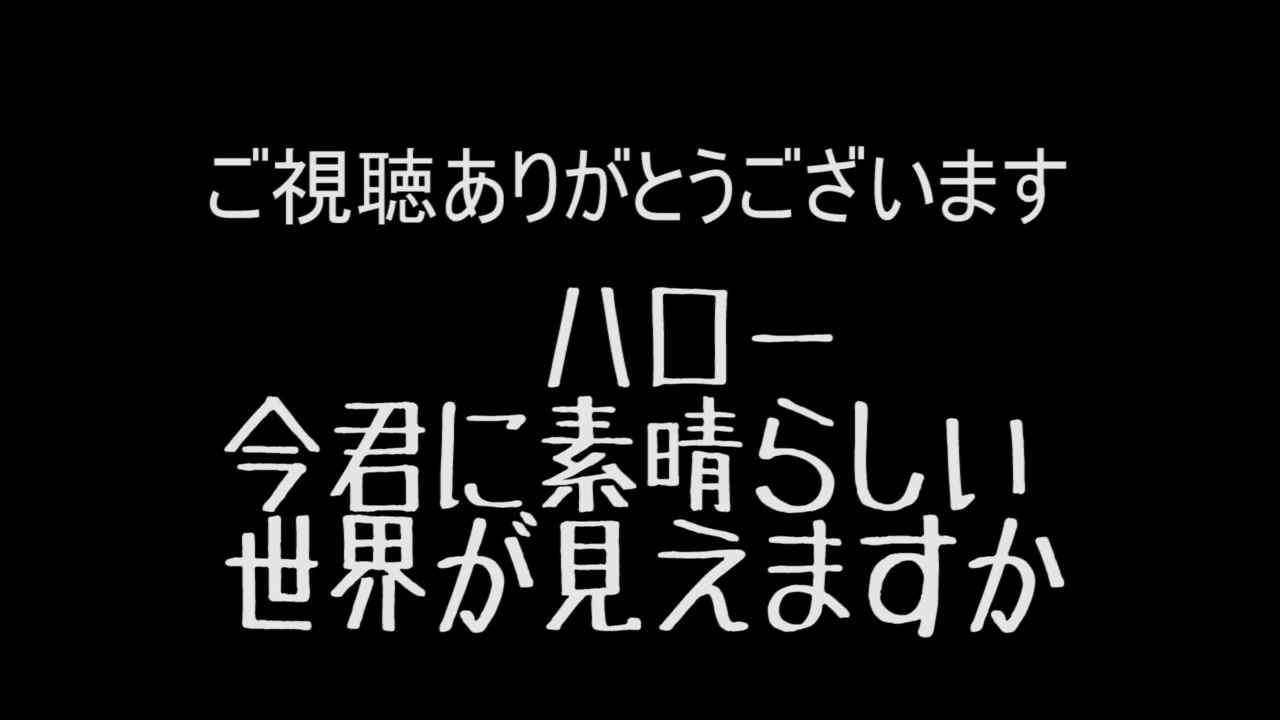 ご視聴ありがとうございます
ハロー
今君に素晴らしい
世界が見えますか